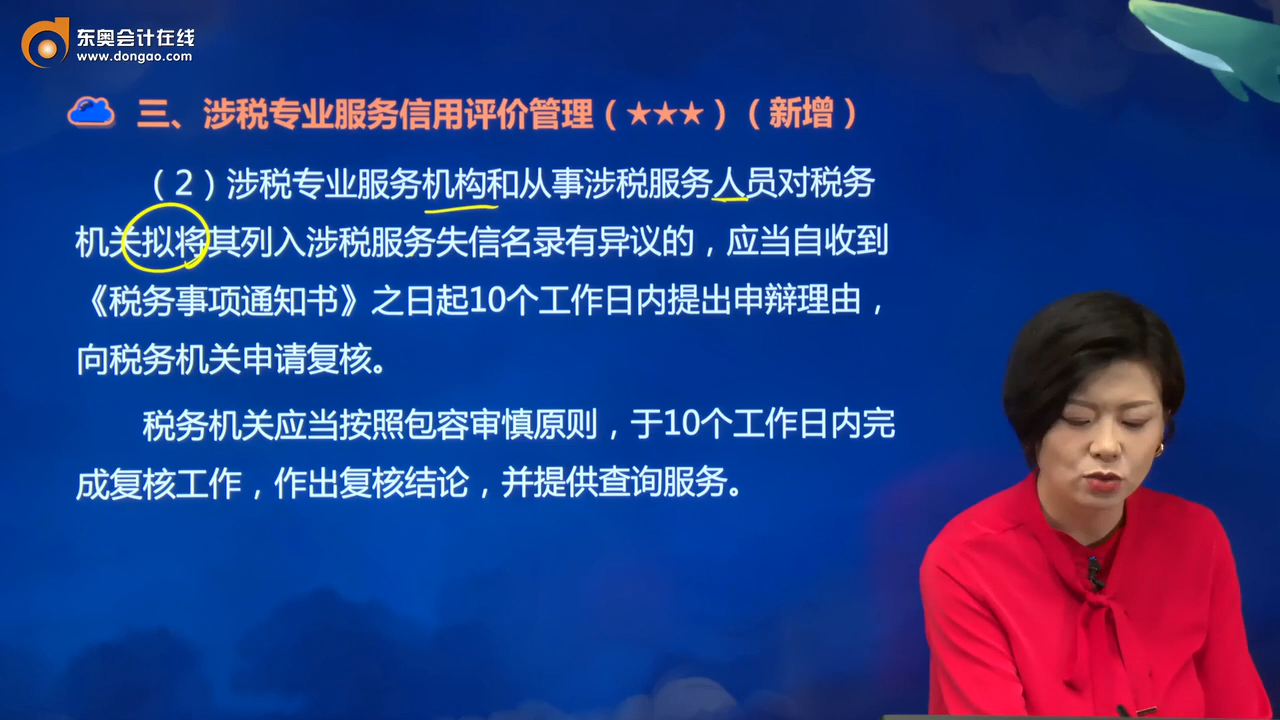 东奥会计在线
www.dongao.com
三、涉税专业服务信用评价管理（★★★）（新增）
（2）涉税专业服务机构和从事涉税服务人员对税务
机关拟将其列入涉税服务失信名录有异议的，应当自收到
《税务事项通知书》之日起10个工作日内提出申辩理由，
向税务机关申请复核。
税务机关应当按照包容审慎原则，于10个工作日内完
成复核工作，作出复核结论，并提供查询服务。